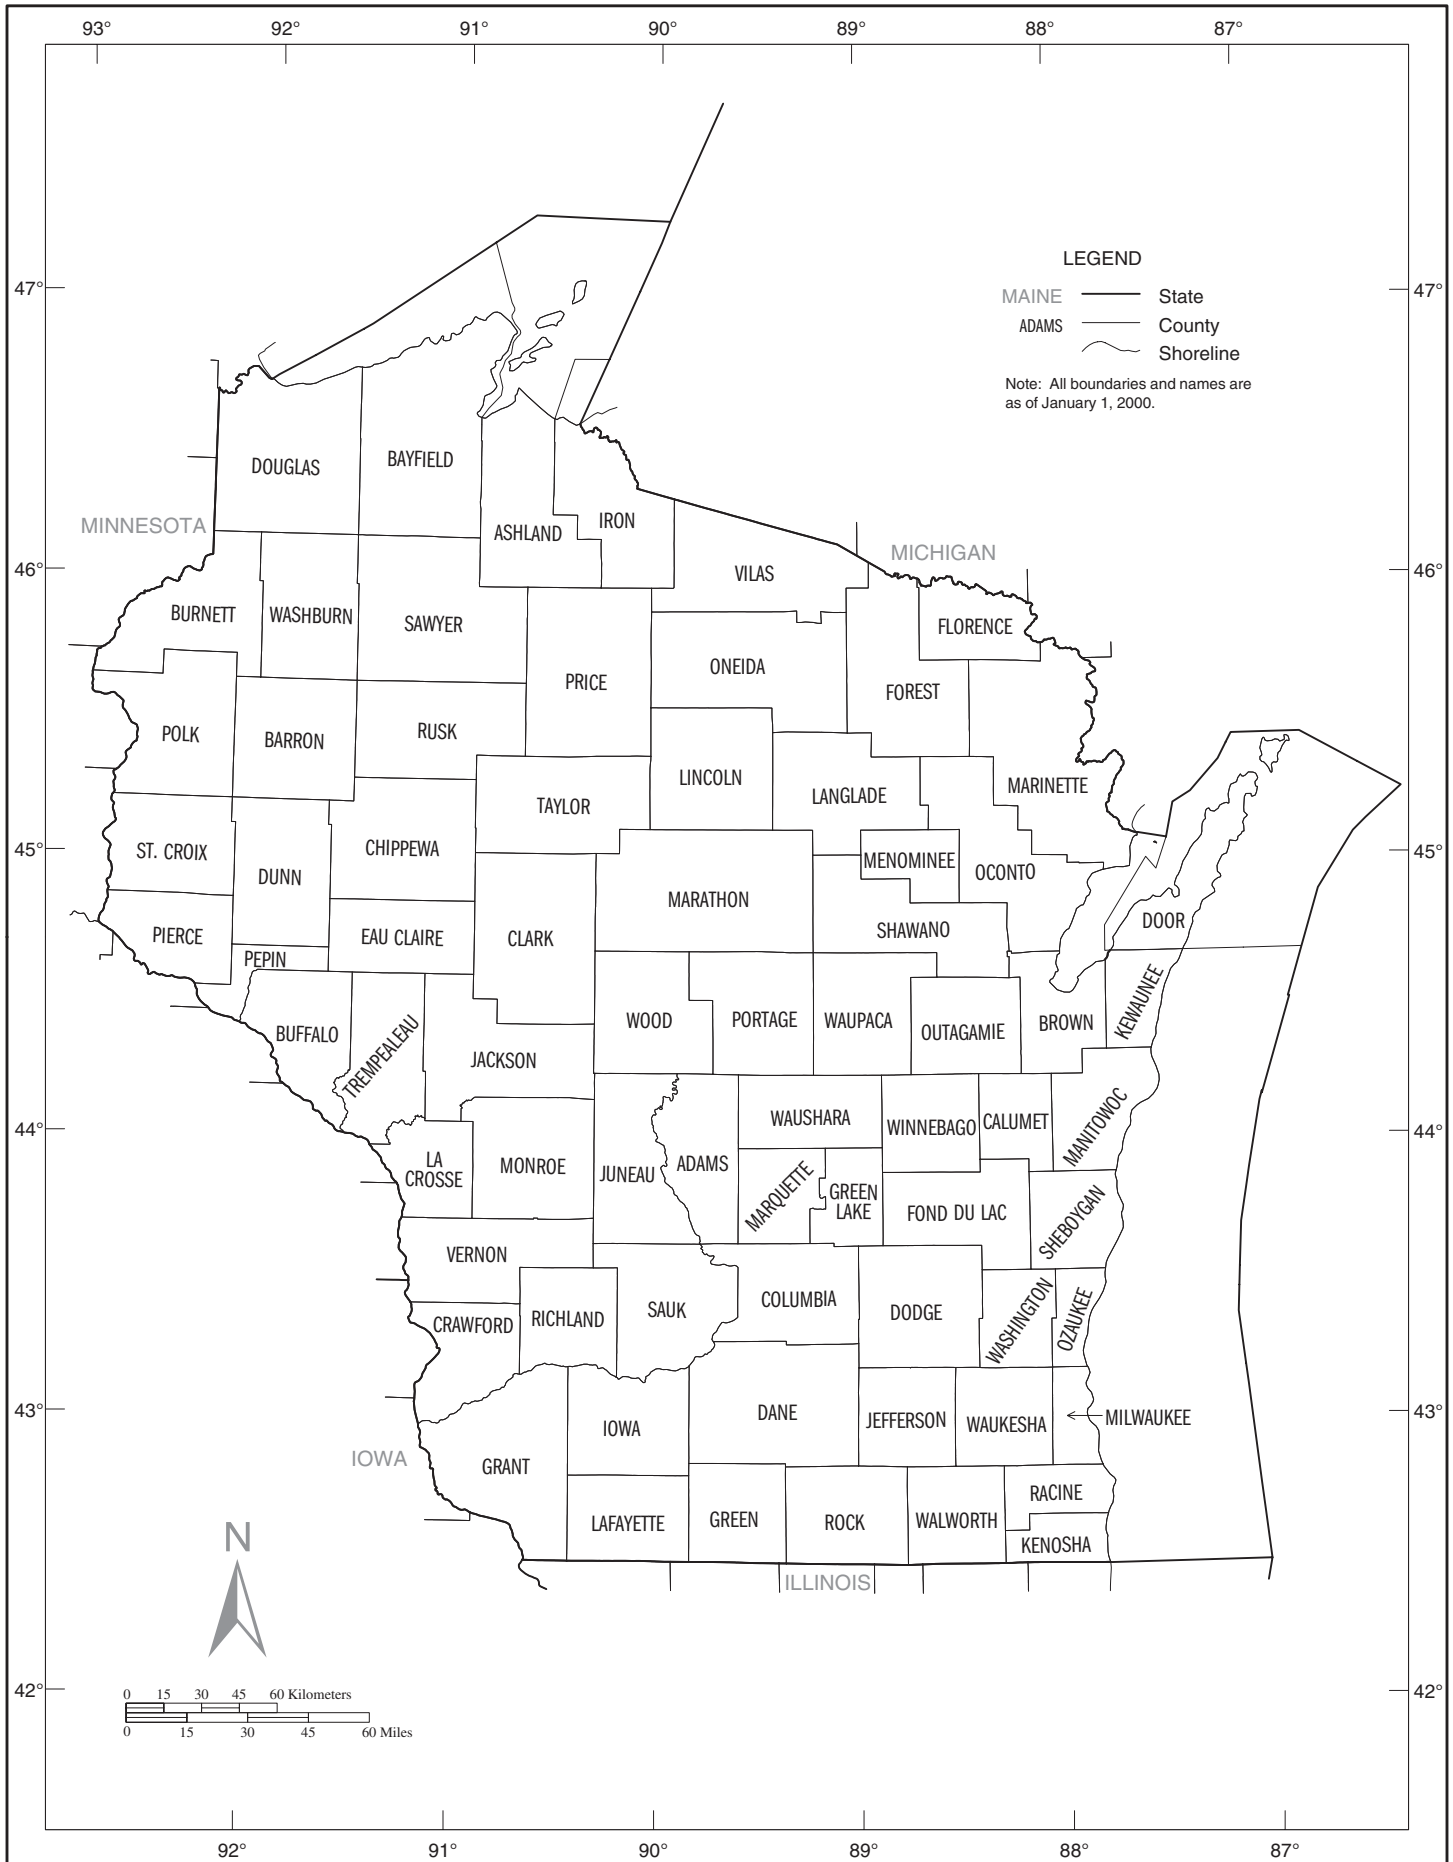 93° 92° 91° 90° 89° 88° 87°
LEGEND
47° 47°
MAINE State
ADAMS County
Shoreline
Note: All boundaries and names are
as of January 1, 2000.
DOUGLAS BAYFIELD
MINNESOTA ASHLAND IRON
MICHIGAN
46° VILAS 46°
BURNETT WASHBURN SAWYER FLORENCE
ONEIDA
PRICE FOREST
POLK BARRON RUSK
LINCOLN LANGLADE MARINETTE
TAYLOR
45° ST. CROIX CHIPPEWA MENOMINEE 45°
DUNN OCONTO
MARATHON
PIERCE EAU CLAIRE CLARK SHAWANO DOOR
PEPIN
KEWAUNEE
BUFFALO WOOD PORTAGE WAUPACA OUTAGAMIE BROWN
TREMPEALEAU JACKSON
44° WAUSHARA WINNEBAGO CALUMET MANITOWOC 44°
LA
CROSSE MONROE JUNEAU ADAMS
MARQUETTE GREEN
LAKE FOND DU LAC SHEBOYGAN
VERNON
CRAWFORD RICHLAND SAUK COLUMBIA DODGE WASHINGTON OZAUKEE
43° 43°
IOWA DANE JEFFERSON WAUKESHA MILWAUKEE
IOWA GRANT
RACINE
LAFAYETTE GREEN ROCK WALWORTH
KENOSHA
N ILLINOIS
42° 42°
0 15 30 45 60 Kilometers
0 15 30 45 60 Miles
92° 91° 90° 89° 88° 87°